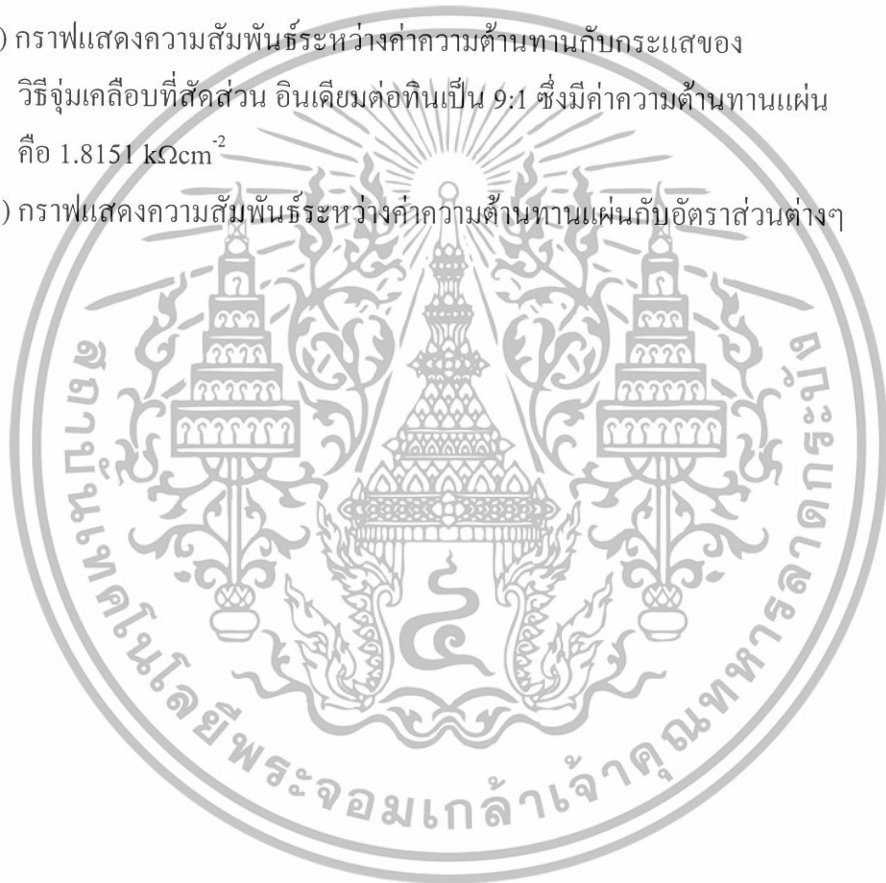 ) กราฟแสดงความสัมพันธ์ระหว่างค่าความต้านทานกับกระแสของ
วิธีจุ่มเคลือบที่สัดส่วน อินเดียมต่อทินเป็น 9:1 ซึ่งมีค่าความต้านทานแผ่น
คือ 1.8151 kΩcm⁻²
) กราฟแสดงความสัมพันธ์ระหว่างค่าความต้านทานแผ่นกับอัตราส่วนต่างๆ
สถาบันเทคโนโลยีพระจอมเกล้าเจ้าคุณทหารลาดกระบัง